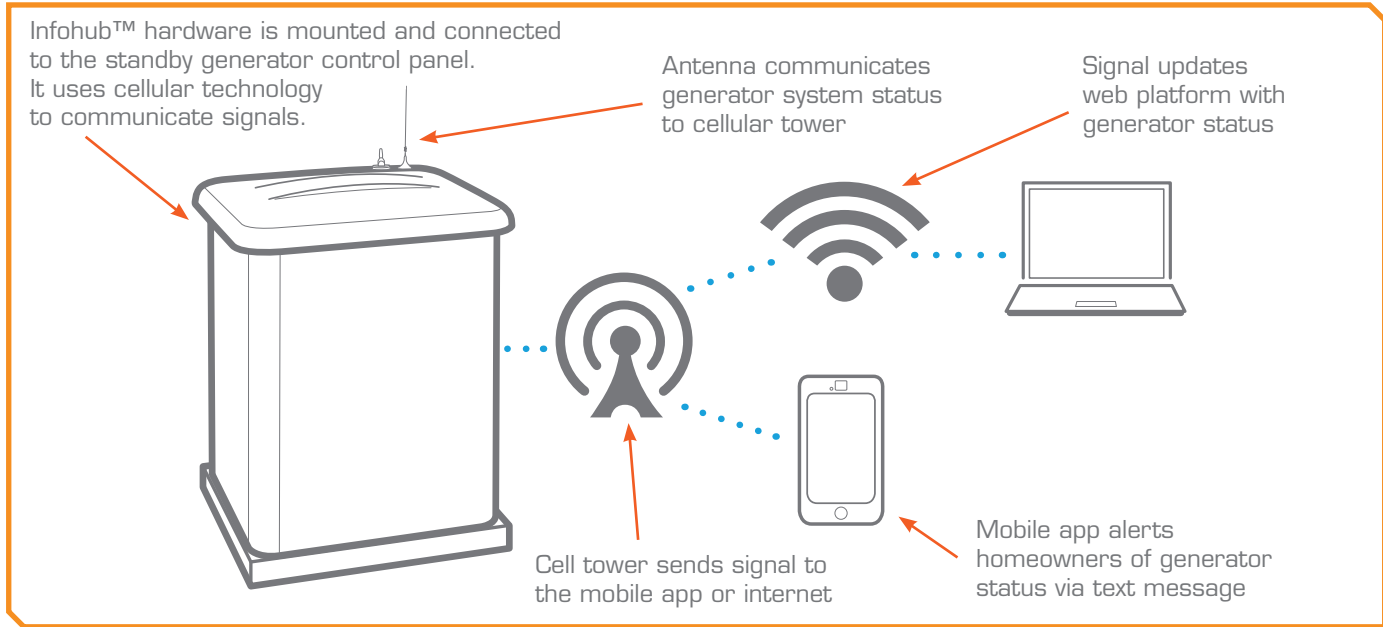 Infohub™ hardware is mounted and connected
to the standby generator control panel.
It uses cellular technology
to communicate signals.
Antenna communicates
generator system status
to cellular tower
Signal updates
web platform with
generator status
Cell tower sends signal to
the mobile app or internet
Mobile app alerts
homeowners of generator
status via text message